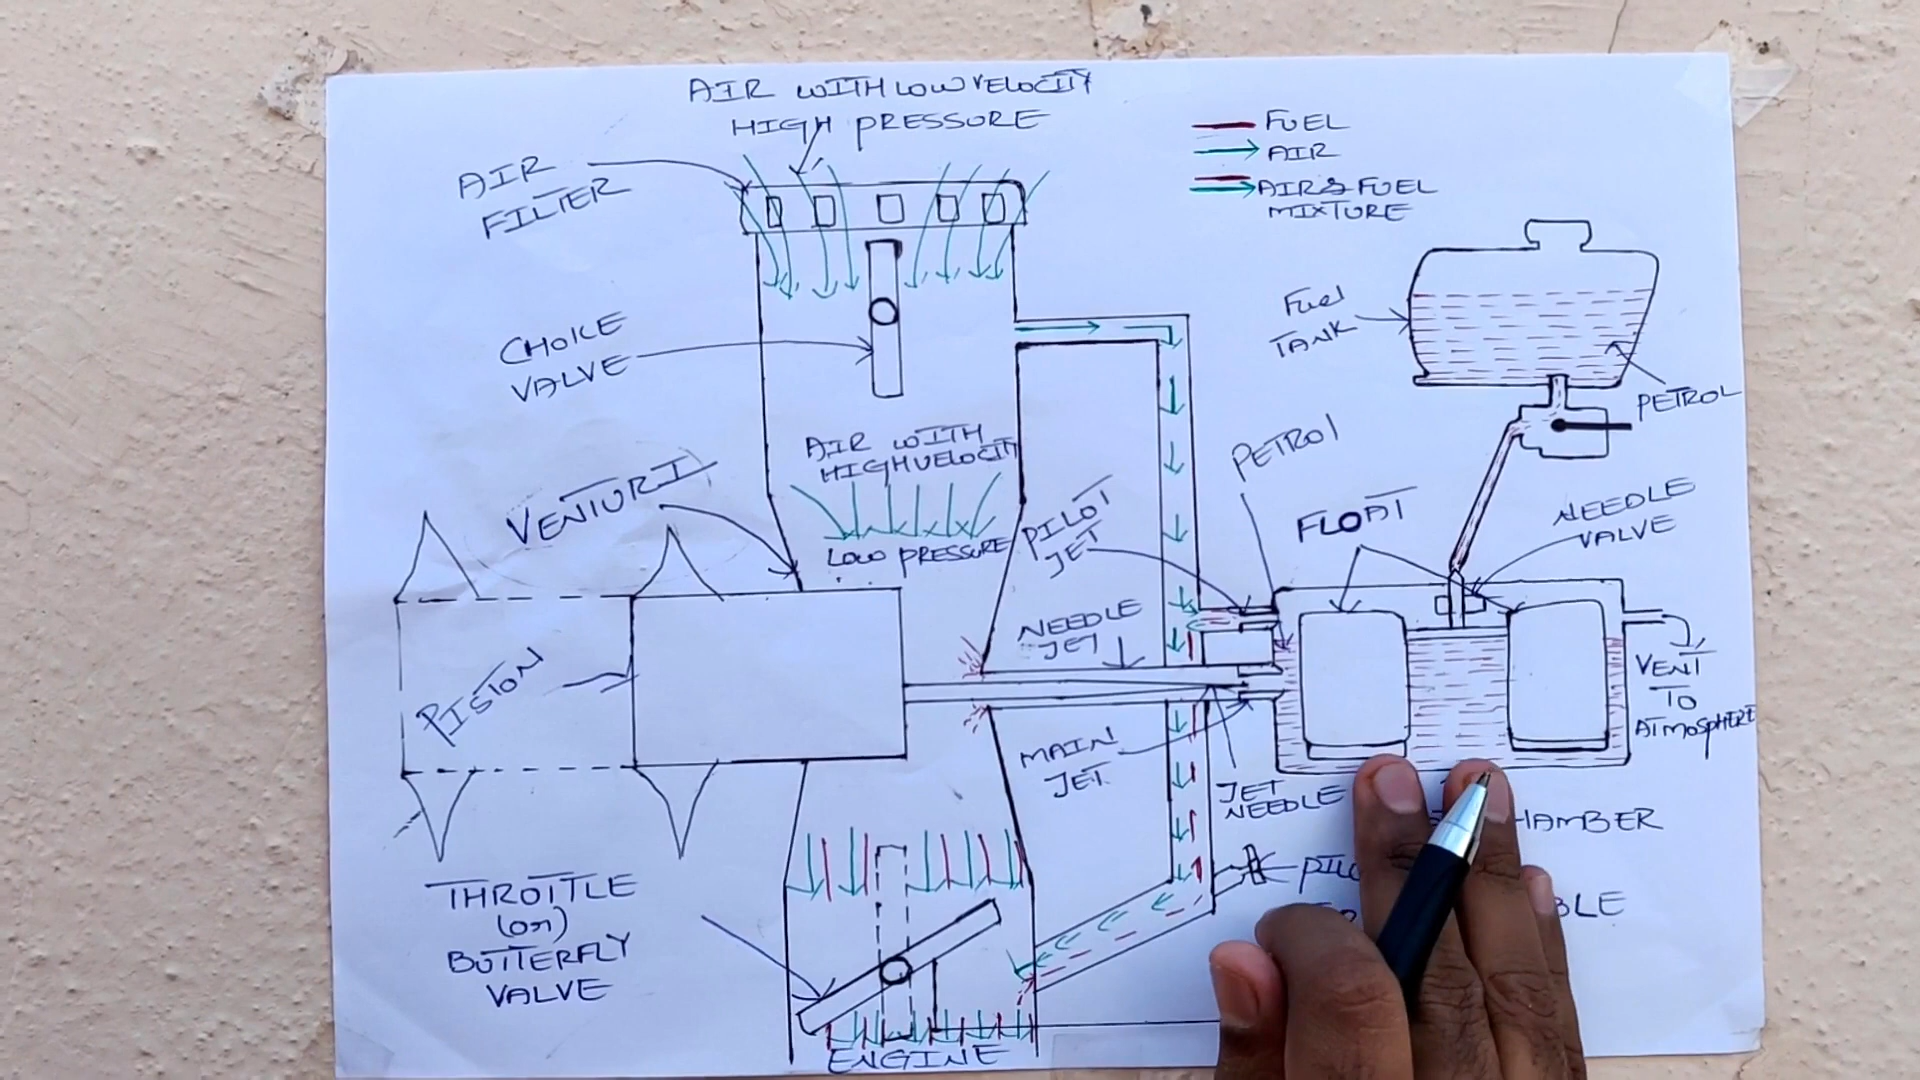 AIR WITH LOW VELOCITY
HIGH PRESSURE
FUEL
AIR
AIR & FUEL
MIXTURE
AIR
FILTER
Fuel
TANK
CHOKE
VALVE
PETROL
AIR WITH
HIGH VELOCITY
LOW PRESSURE
VENTURI
PETROl
PILOT
JET
FLOAT
NEEDLE
VALVE
NEEDLE
JET
PISTON
VENT
TO
ATMOSPHERE
MAIN
JET
JET
NEEDLE
HAMBER
THROTTLE
(or)
BUTTERFLY
VALVE
BLE
ENGINE